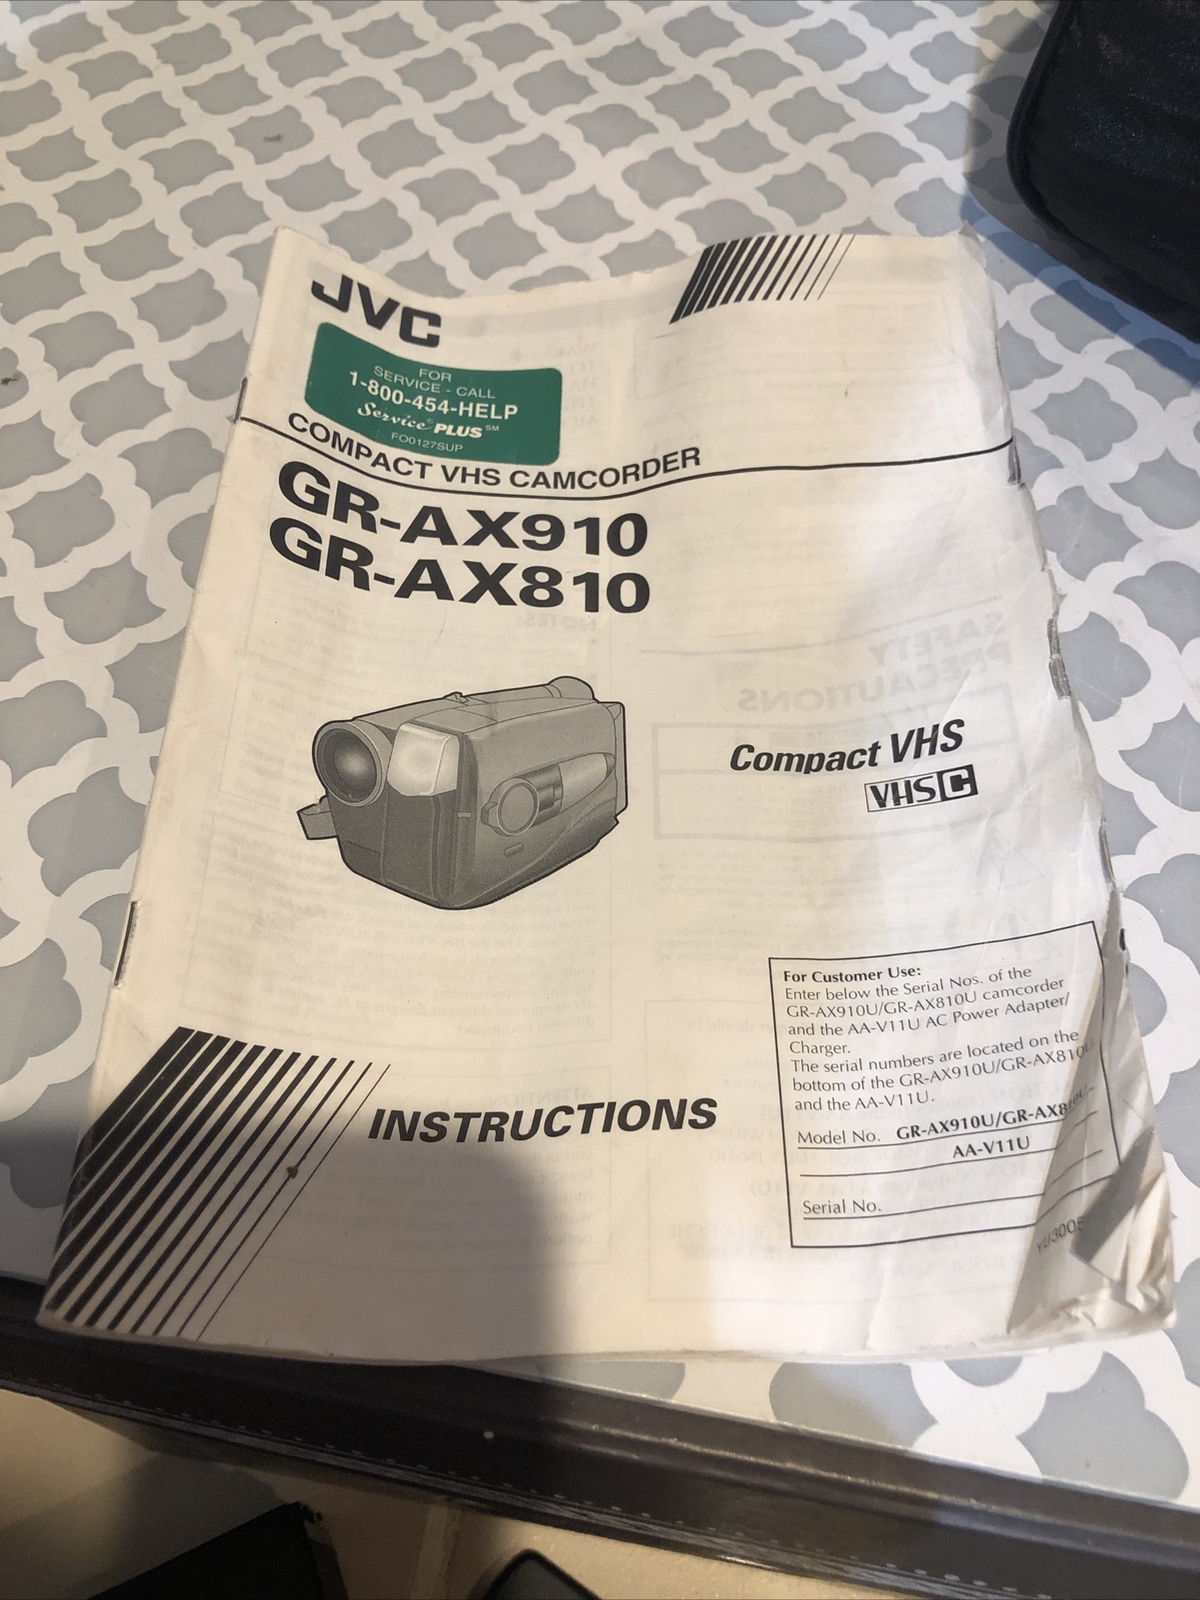 JVC
FOR
SERVICE - CALL
1-800-454-HELP
Service PLUS SM
FO0127SUP
COMPACT VHS CAMCORDER
GR-AX910
GR-AX810
NOTES:
SAFETY
PRECAUTIONS
Compact VHS
VHS C
For Customer Use:
Enter below the Serial Nos. of the
GR-AX910U/GR-AX810U camcorder
and the AA-V11U AC Power Adapter/
Charger.
The serial numbers are located on the
bottom of the GR-AX910U/GR-AX810U
and the AA-V11U.
Model No. GR-AX910U/GR-AX810U
AA-V11U
Serial No.
INSTRUCTIONS